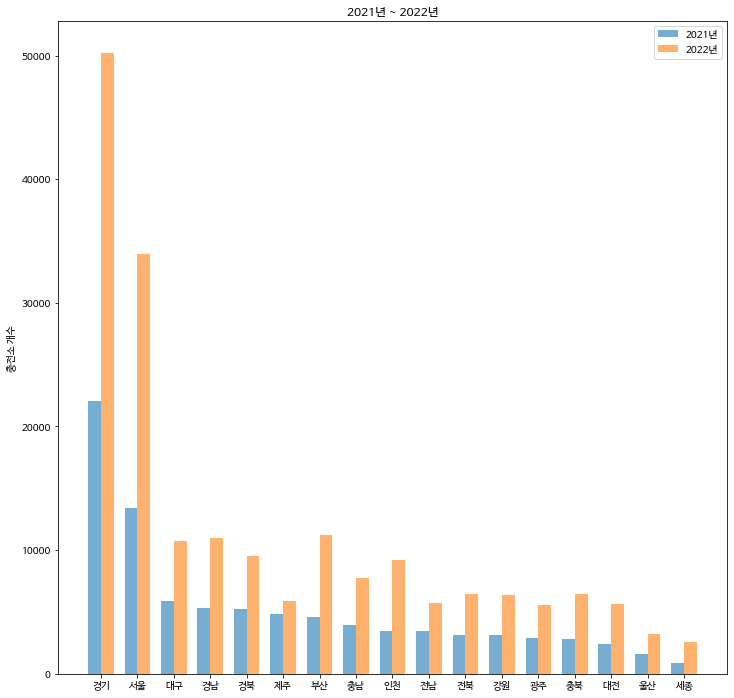 2021년 ~ 2022년
2021년
2022년
충전소 개수
50000
40000
30000
20000
10000
0
경기 서울 대구 경남 경북 제주 부산 충남 인천 전남 전북 강원 광주 충북 대전 울산 세종